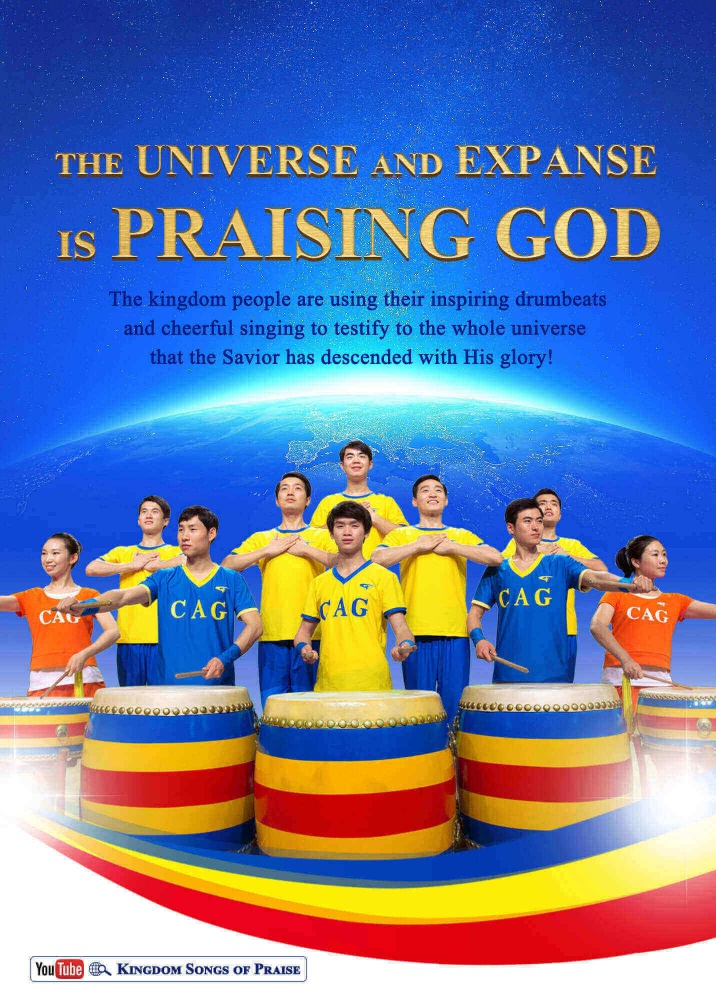 THE UNIVERSE AND EXPANSE
IS PRAISING GOD
The kingdom people are using their inspiring drumbeats
and cheerful singing to testify to the whole universe
that the Savior has descended with His glory!
CAG
CAG
CAG
CAG
CAG
YouTube KINGDOM SONGS OF PRAISE